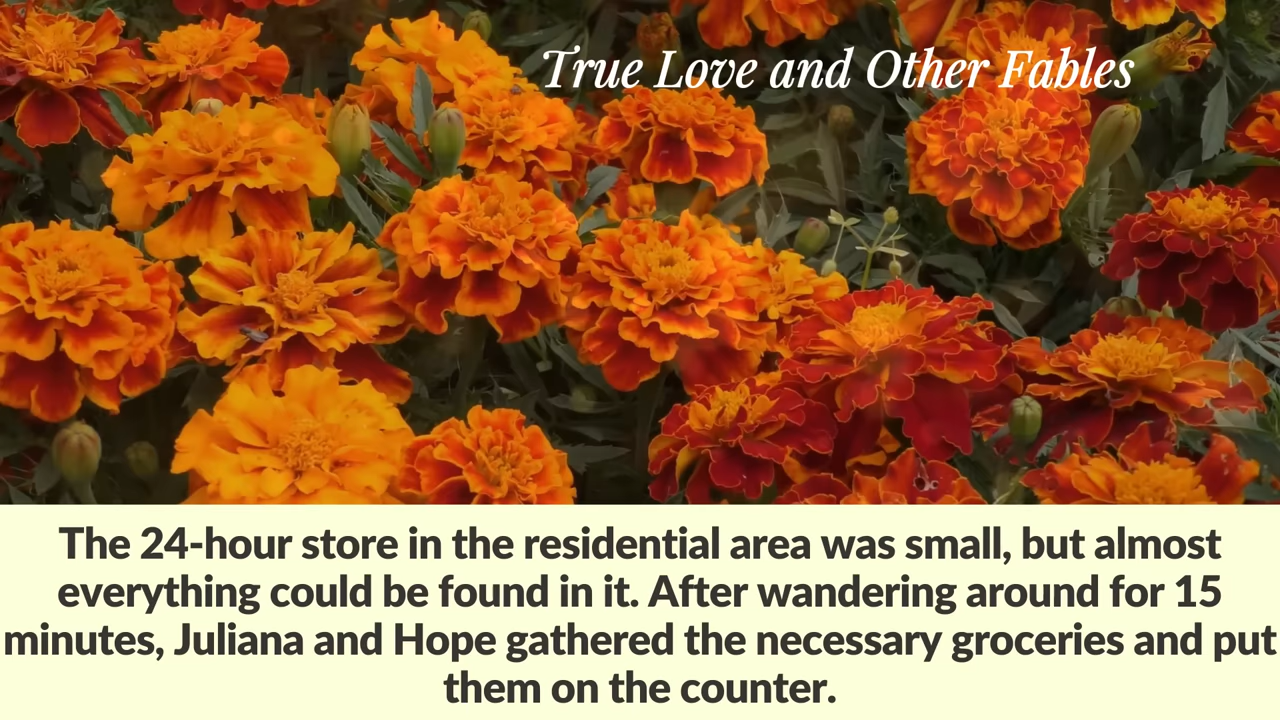 True Love and Other Fables
The 24-hour store in the residential area was small, but almost
everything could be found in it. After wandering around for 15
minutes, Juliana and Hope gathered the necessary groceries and put
them on the counter.